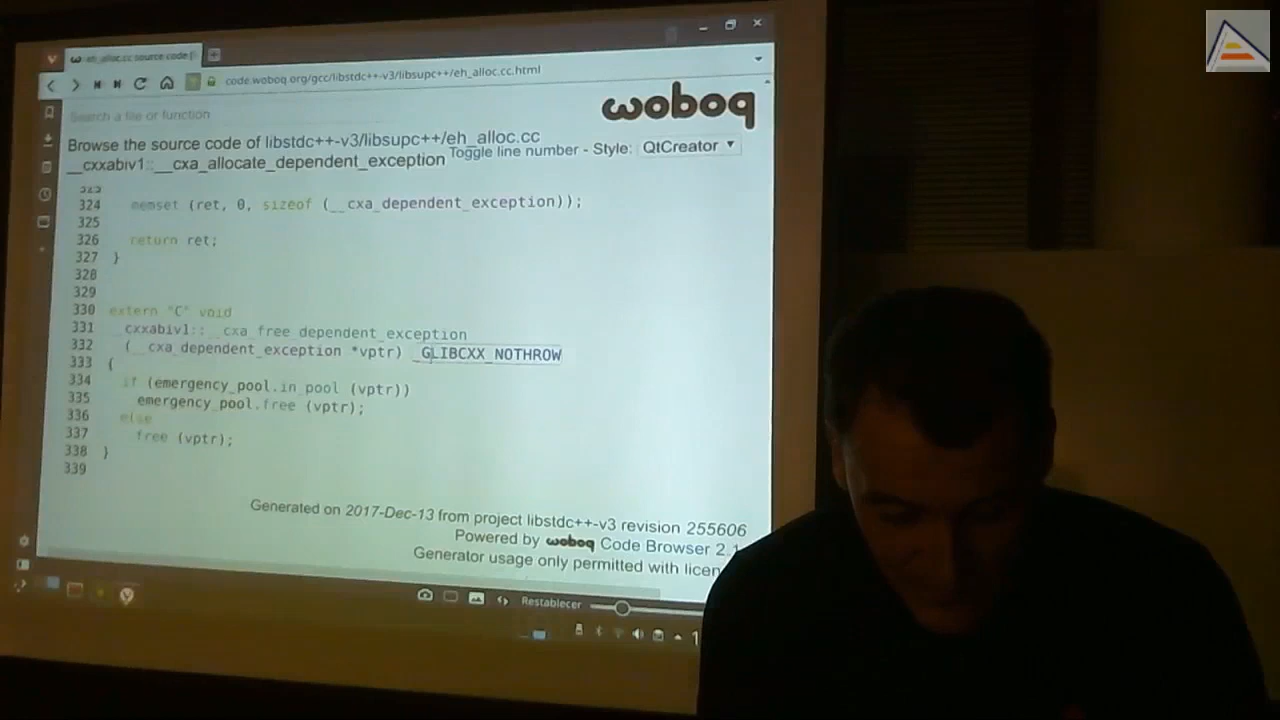 eh_alloc.cc source code [
code.woboq.org/gcc/libstdc++-v3/libsupc++/eh_alloc.cc.html
Search a file or function
woboq
Browse the source code of libstdc++-v3/libsupc++/eh_alloc.cc
__cxxabiv1::__cxa_allocate_dependent_exception
Toggle line number - Style: QtCreator
323
324 memset (ret, 0, sizeof (__cxa_dependent_exception));
325
326 return ret;
327 }
328
329
330 extern "C" void
331 __cxxabiv1::__cxa_free_dependent_exception
332 (__cxa_dependent_exception *vptr) _GLIBCXX_NOTHROW
333 {
334 if (emergency_pool.in_pool (vptr))
335 emergency_pool.free (vptr);
336 else
337 free (vptr);
338 }
339
Generated on 2017-Dec-13 from project libstdc++-v3 revision 255606
Powered by woboq Code Browser 2.1
Generator usage only permitted with licen
Restablecer